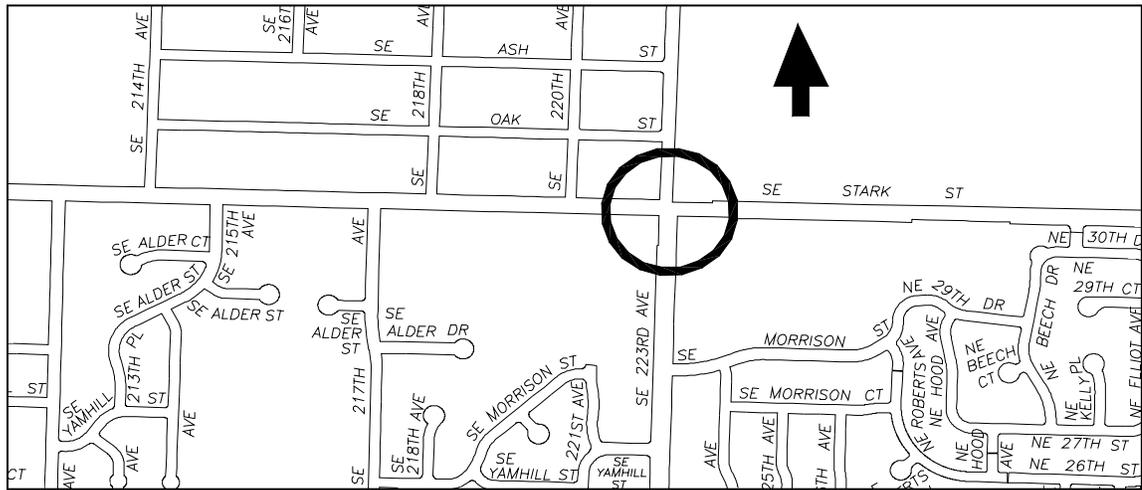 SE 214TH AVE
SE 216TH AVE
SE ASH ST
SE 218TH AVE
SE 220TH AVE
SE OAK ST
SE STARK ST
SE 215TH AVE
SE ALDER CT
SE ALDER ST
SE ALDER ST
213TH PL
SE YAMHILL ST
AVE
AVE
AVE
CT
ST
SE 217TH AVE
SE ALDER ST
SE ALDER DR
SE 218TH AVE
SE MORRISON ST
221ST AVE
SE YAMHILL ST
SE YAMHILL ST
SE 223RD AVE
SE MORRISON ST
SE MORRISON CT
AVE
25TH AVE
AVE
NE 29TH DR
NE ROBERTS AVE
NE HOOD AVE
NE BEECH CT
NE BEECH DR
NE 30TH
NE 29TH CT
NE KELLY PL
NE ELLIOT AVE
NE HOOD AVE
NE 27TH ST
NE 26TH ST